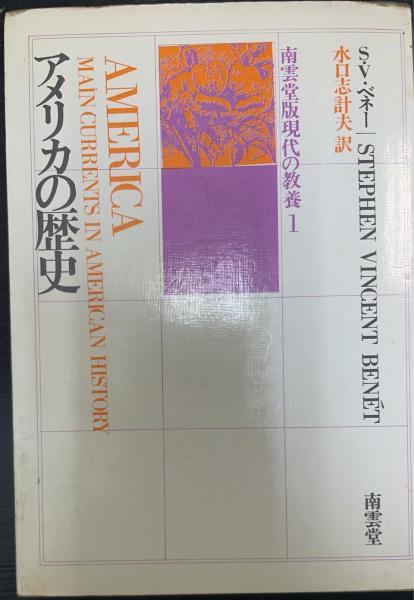 S・V・ベネー
STEPHEN VINCENT BENÉT
水口志計夫 訳
南雲堂版現代の教養 1
AMERICA
MAIN CURRENTS IN AMERICAN HISTORY
アメリカの歴史
南雲堂